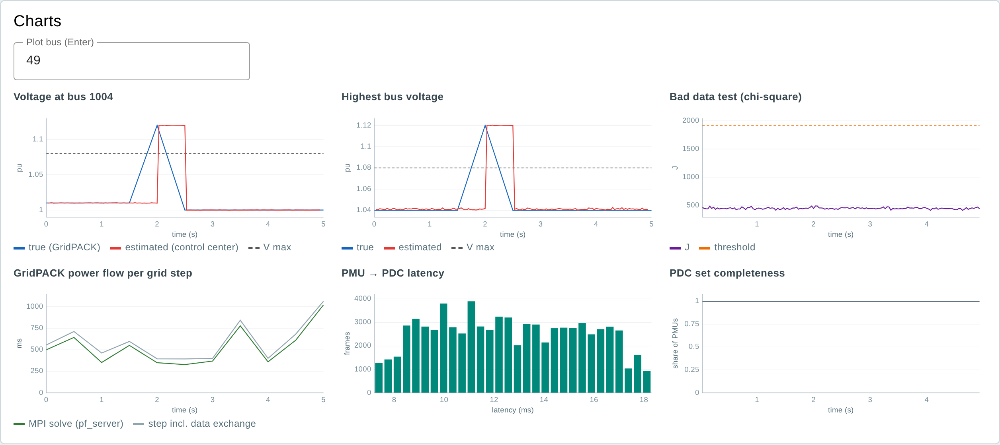 Charts
Plot bus (Enter)
49
Voltage at bus 1004
1.1
1.05
1
pu
0 1 2 3 4 5
time (s)
true (GridPACK) estimated (control center) V max
Highest bus voltage
1.12
1.1
1.08
1.06
1.04
pu
0 1 2 3 4 5
time (s)
true estimated V max
Bad data test (chi-square)
2000
1500
1000
500
J
1 2 3 4
time (s)
J threshold
GridPACK power flow per grid step
1000
750
500
250
0
ms
0 1 2 3 4 5
time (s)
MPI solve (pf_server) step incl. data exchange
PMU → PDC latency
4000
3000
2000
1000
0
frames
8 10 12 14 16 18
latency (ms)
PDC set completeness
1
0.75
0.5
0.25
0
share of PMUs
1 2 3 4
time (s)